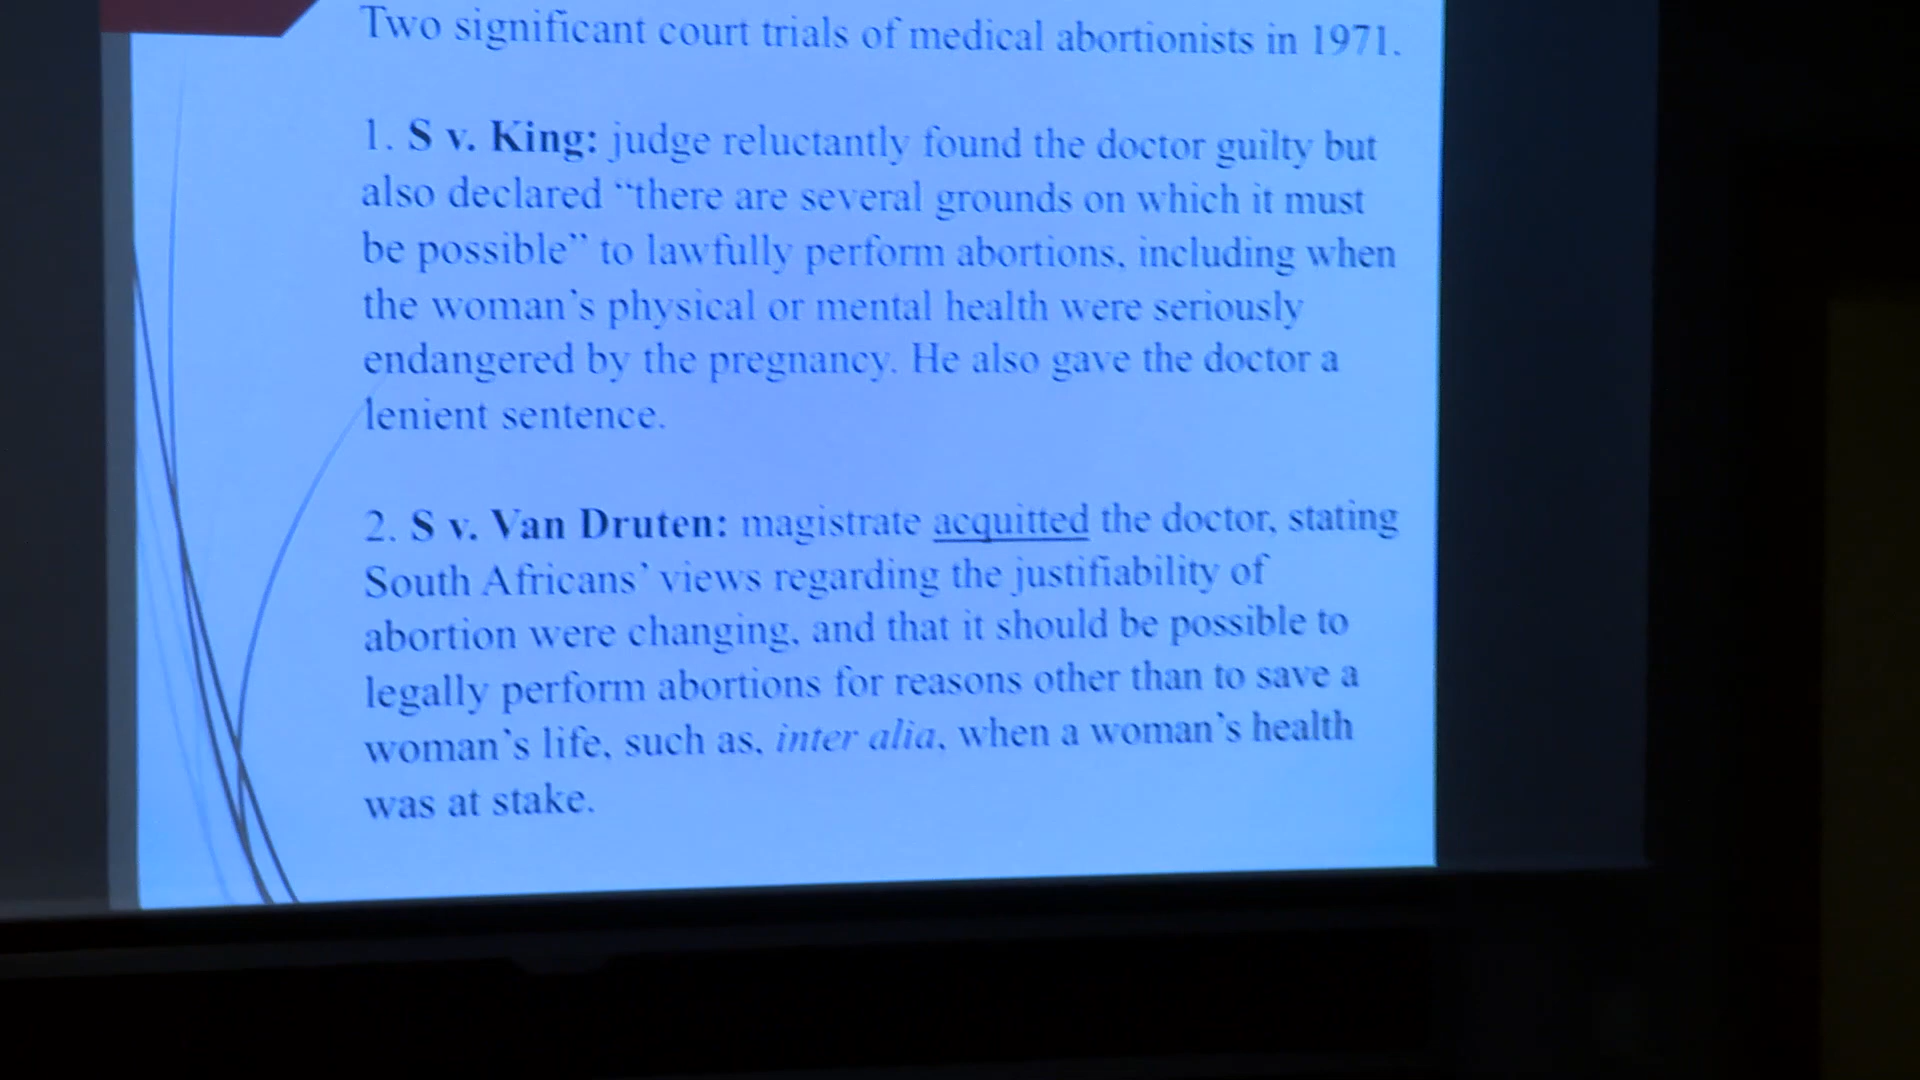 Two significant court trials of medical abortionists in 1971.
1. S v. King: judge reluctantly found the doctor guilty but
also declared “there are several grounds on which it must
be possible” to lawfully perform abortions, including when
the woman’s physical or mental health were seriously
endangered by the pregnancy. He also gave the doctor a
lenient sentence.
2. S v. Van Druten: magistrate acquitted the doctor, stating
South Africans’ views regarding the justifiability of
abortion were changing, and that it should be possible to
legally perform abortions for reasons other than to save a
woman’s life, such as, inter alia, when a woman’s health
was at stake.